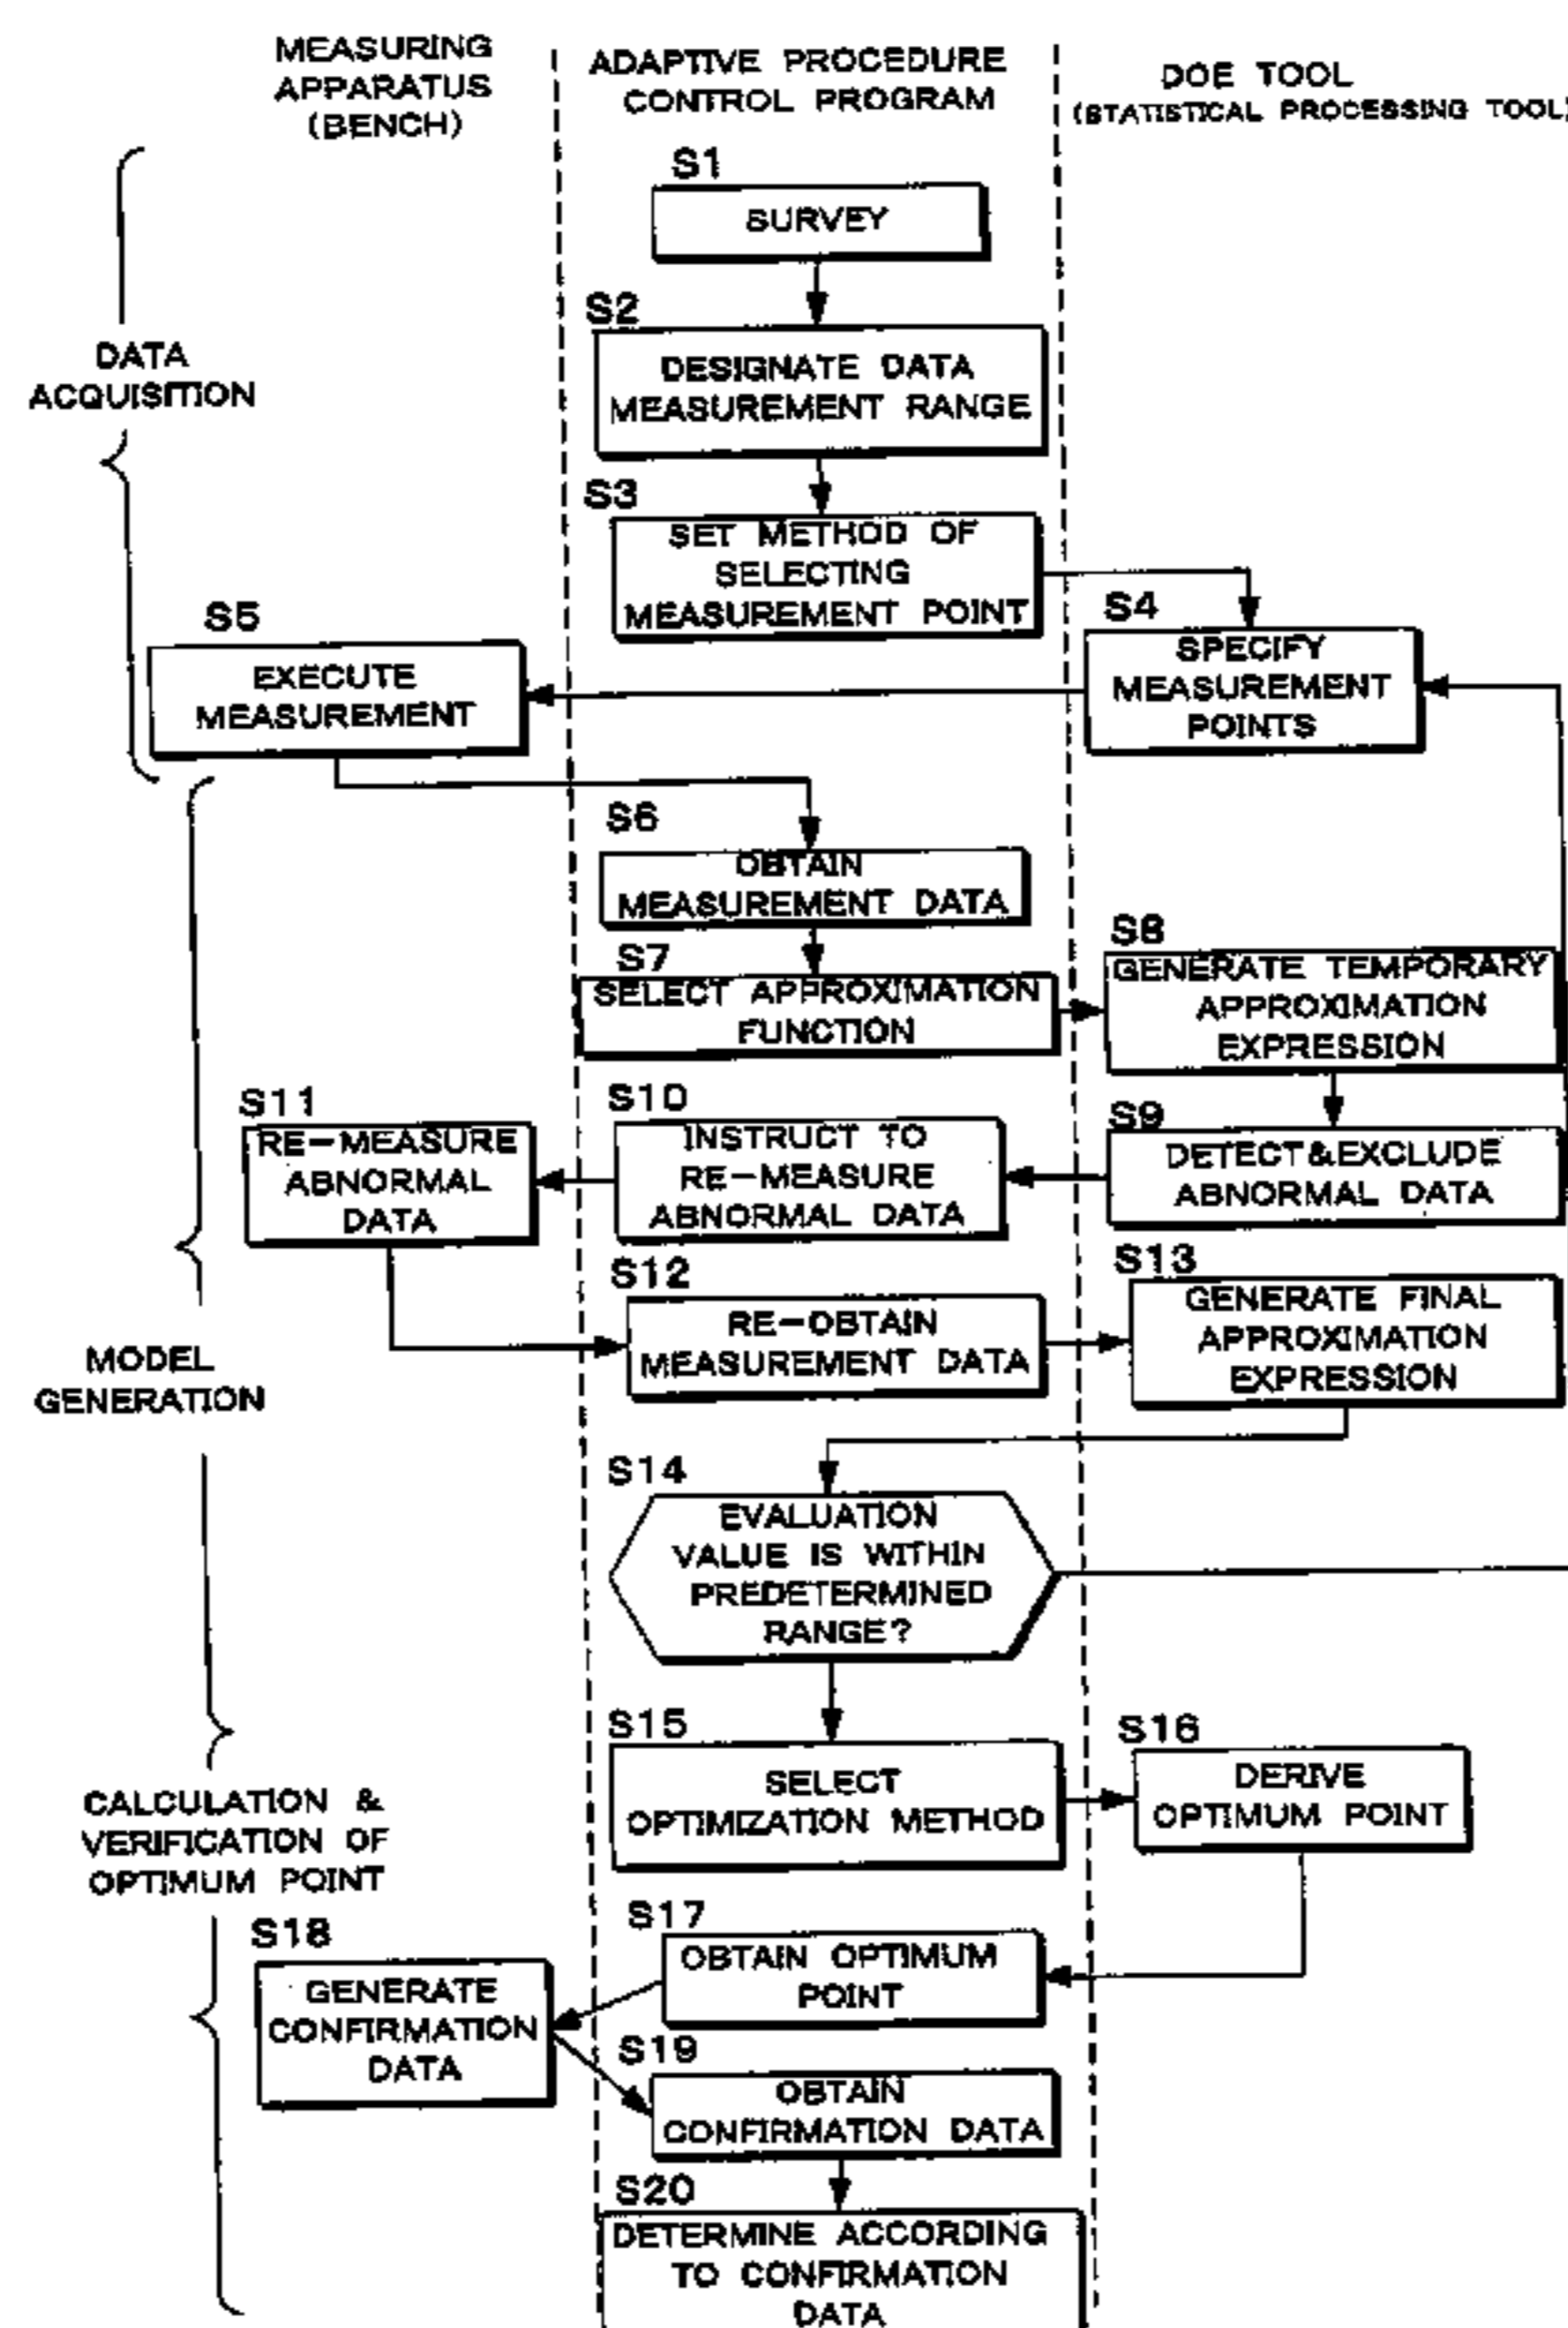 MEASURING
APPARATUS
(BENCH)
ADAPTIVE PROCEDURE
CONTROL PROGRAM
DOE TOOL
(STATISTICAL PROCESSING TOOL)
S1
SURVEY
S2
DESIGNATE DATA
MEASUREMENT RANGE
DATA
ACQUISITION
S3
SET METHOD OF
SELECTING
MEASUREMENT POINT
S4
SPECIFY
MEASUREMENT
POINTS
S5
EXECUTE
MEASUREMENT
S6
OBTAIN
MEASUREMENT DATA
S7
SELECT APPROXIMATION
FUNCTION
S8
GENERATE TEMPORARY
APPROXIMATION
EXPRESSION
S9
DETECT&EXCLUDE
ABNORMAL DATA
S10
INSTRUCT TO
RE-MEASURE
ABNORMAL DATA
S11
RE-MEASURE
ABNORMAL
DATA
S12
RE-OBTAIN
MEASUREMENT DATA
S13
GENERATE FINAL
APPROXIMATION
EXPRESSION
MODEL
GENERATION
S14
EVALUATION
VALUE IS WITHIN
PREDETERMINED
RANGE?
S15
SELECT
OPTIMIZATION METHOD
S16
DERIVE
OPTIMUM POINT
CALCULATION &
VERIFICATION OF
OPTIMUM POINT
S17
OBTAIN OPTIMUM
POINT
S18
GENERATE
CONFIRMATION
DATA
S19
OBTAIN
CONFIRMATION DATA
S20
DETERMINE ACCORDING
TO CONFIRMATION
DATA